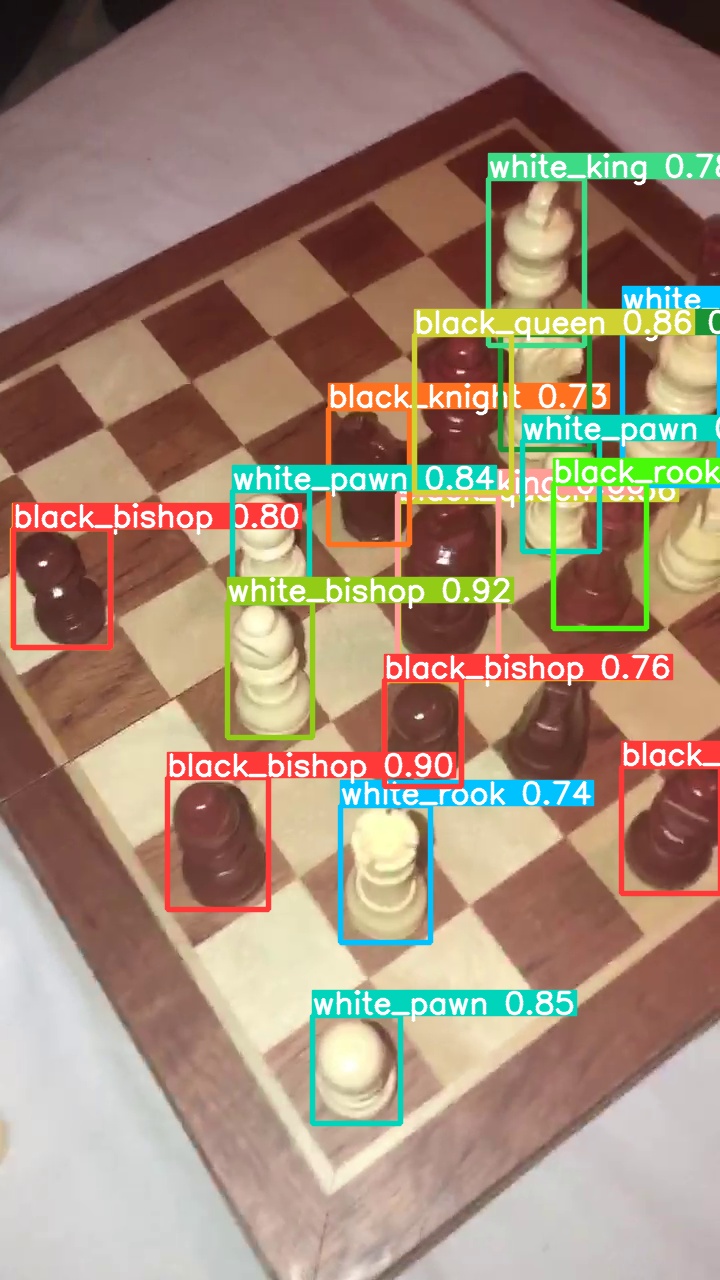 white_king 0.78
white_
black_queen 0.86
black_knight 0.73
white_pawn
white_pawn 0.84
black_rook
black_bishop 0.80
white_bishop 0.92
black_bishop 0.76
black_
black_bishop 0.90
white_rook 0.74
white_pawn 0.85